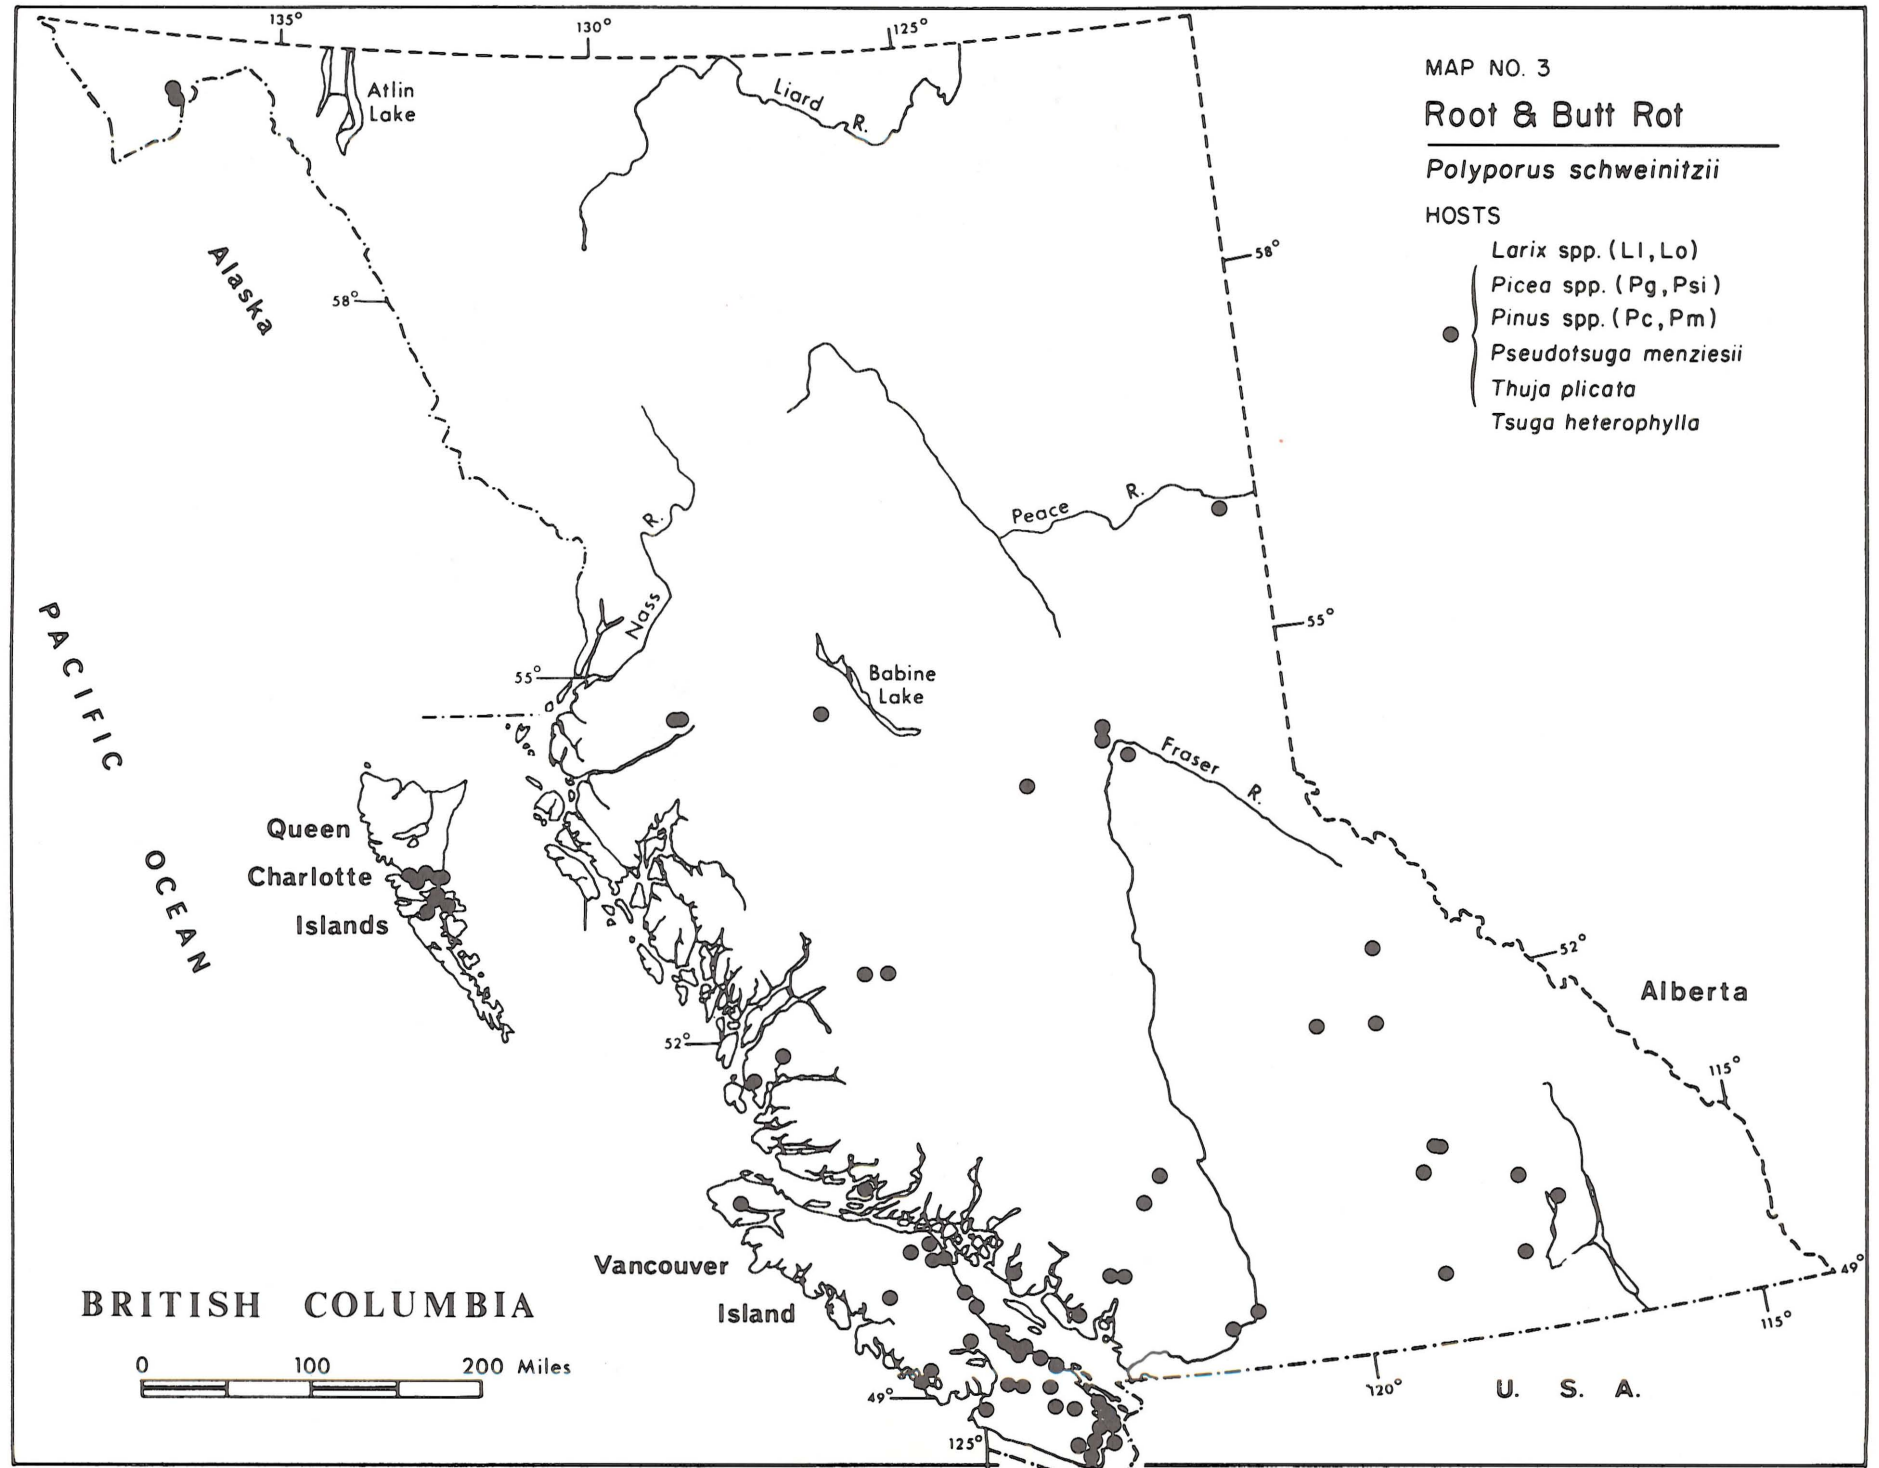 135°
130°
125°
MAP NO. 3
Root & Butt Rot
Polyporus schweinitzii
HOSTS
Larix spp. (Ll, Lo)
Picea spp. (Pg, Psi)
Pinus spp. (Pc, Pm)
Pseudotsuga menziesii
Thuja plicata
Tsuga heterophylla
Atlin
Lake
Liard R.
Alaska
58°
58°
Peace R.
Nass R.
55°
55°
Babine
Lake
PACIFIC
OCEAN
Fraser R.
Queen
Charlotte
Islands
52°
52°
Alberta
115°
Vancouver
Island
BRITISH COLUMBIA
0 100 200 Miles
49°
49°
115°
120°
U. S. A.
125°